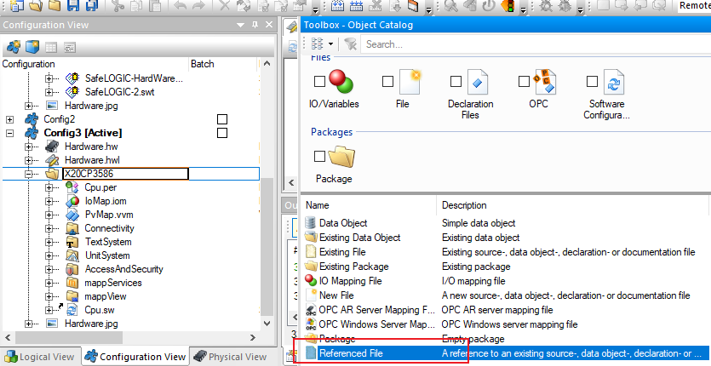 Remote
Configuration View
Configuration
Batch
SafeLOGIC-HardWare...
SafeLOGIC-2.swt
Hardware.jpg
Config2
Config3 [Active]
Hardware.hw
Hardware.hwl
X20CP3586
Cpu.per
IoMap.iom
PvMap.vvm
Connectivity
TextSystem
UnitSystem
AccessAndSecurity
mappServices
mappView
Cpu.sw
Hardware.jpg
Logical View
Configuration View
Physical View
Toolbox - Object Catalog
Search...
Files
IO/Variables
File
Declaration
Files
OPC
Software
Configura...
Packages
Package
Name
Description
Data Object
Simple data object
Existing Data Object
Existing data object
Existing File
Existing source-, data object-, declaration- or documentation file
Existing Package
Existing package
IO Mapping File
I/O mapping file
New File
A new source-, data object-, declaration- or documentation file
OPC AR Server Mapping F...
OPC AR server mapping file
OPC Windows Server Map...
OPC Windows server mapping file
Package
Empty package
Referenced File
A reference to an existing source-, data object-, declaration- or ...